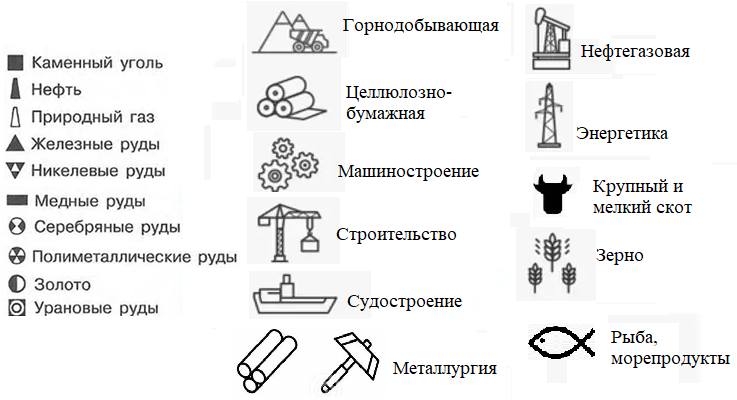 Каменный уголь
Нефть
Природный газ
Железные руды
Никелевые руды
Медные руды
Серебряные руды
Полиметаллические руды
Золото
Урановые руды
Горнодобывающая
Целлюлозно-
бумажная
Машиностроение
Строительство
Судостроение
Металлургия
Нефтегазовая
Энергетика
Крупный и
мелкий скот
Зерно
Рыба,
морепродукты